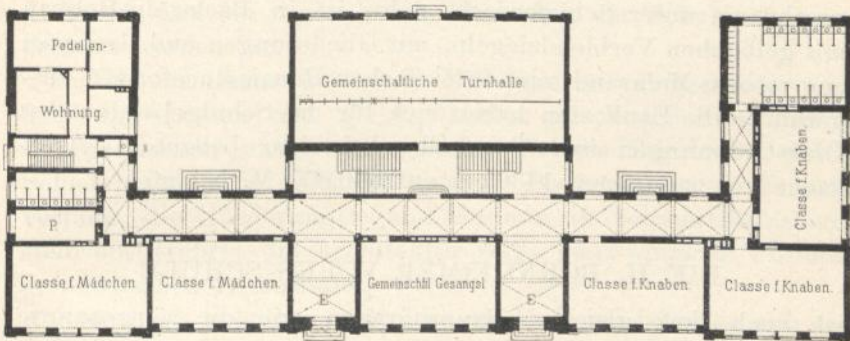 Pedellen
Wohnung
Gemeinschaftliche Turnhalle
P.
Classe f. Knaben.
Classe f. Mädchen
Classe f. Mädchen.
E
Gemeinschftl Gesangsl
E
Classe f. Knaben.
Classe f. Knaben.